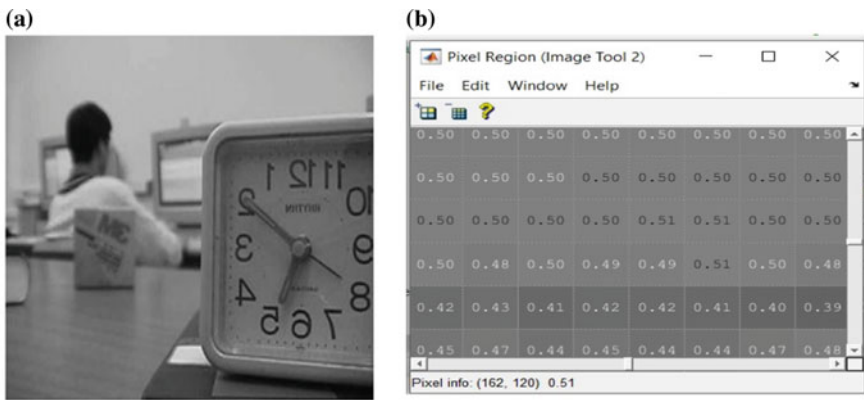 (a)
(b)
Pixel Region (Image Tool 2)
File Edit Window Help
0.50 0.50 0.50 0.50 0.50 0.50 0.50 0.50
0.50 0.50 0.50 0.50 0.50 0.50 0.50 0.50
0.50 0.50 0.50 0.50 0.51 0.51 0.50 0.50
0.50 0.48 0.50 0.49 0.49 0.51 0.50 0.48
0.42 0.43 0.41 0.42 0.42 0.41 0.40 0.39
0.45 0.47 0.44 0.45 0.44 0.44 0.47 0.48
Pixel info: (162, 120) 0.51
11 12 1
10 RHYTHM 2
9 3
8 4
7 6 5
3M